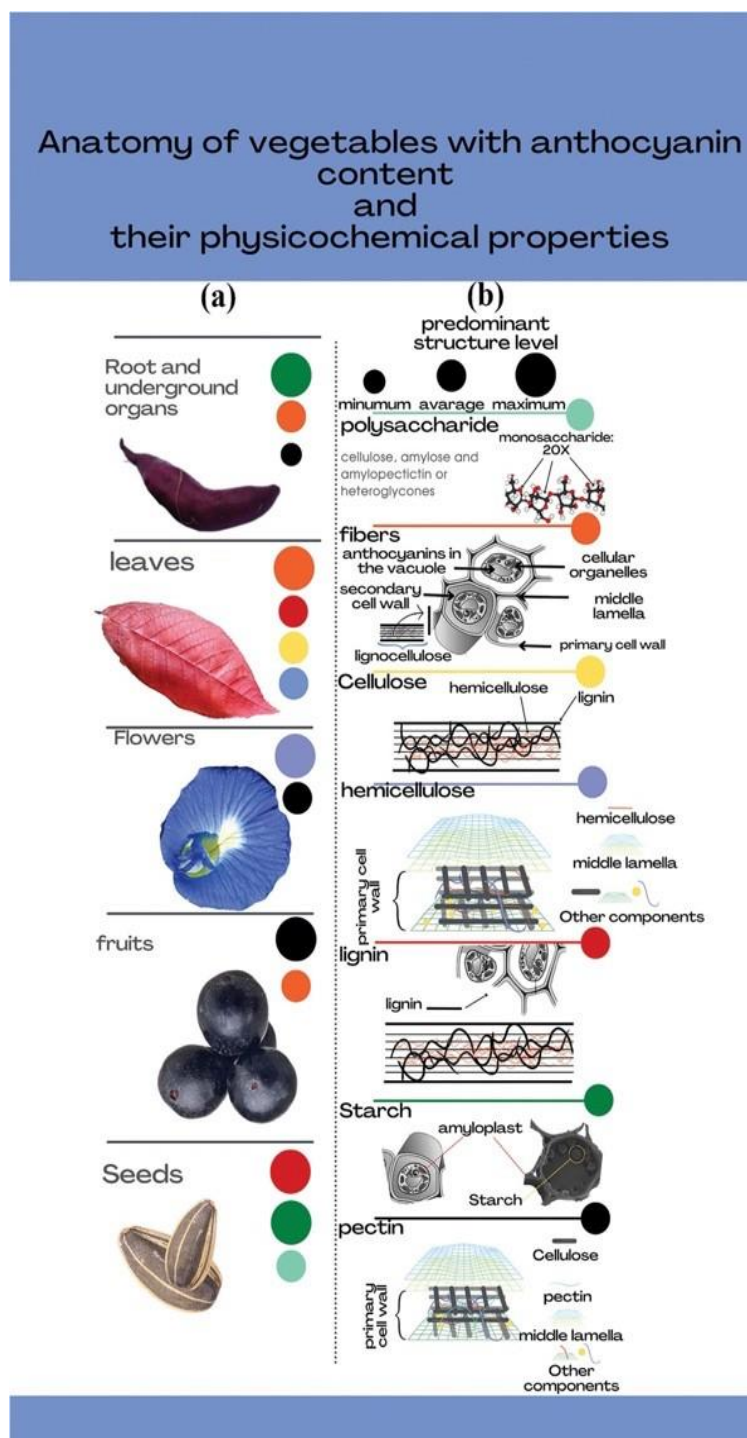 Anatomy of vegetables with anthocyanin
content
and
their physicochemical properties
(a)
Root and
underground
organs
leaves
Flowers
fruits
Seeds
(b)
predominant
structure level
minumum avarage maximum
polysaccharide
monosaccharide:
20X
cellulose, amylose and
amylopectictin or
heteroglycones
fibers
anthocyanins in
the vacuole
cellular
organelles
secondary
cell wall
middle
lamella
primary cell wall
lignocellulose
Cellulose
hemicellulose
lignin
hemicellulose
hemicellulose
middle lamella
primary cell
wall
Other components
lignin
lignin
Starch
amyloplast
Starch
pectin
Cellulose
pectin
primary cell
wall
middle lamella
Other
components